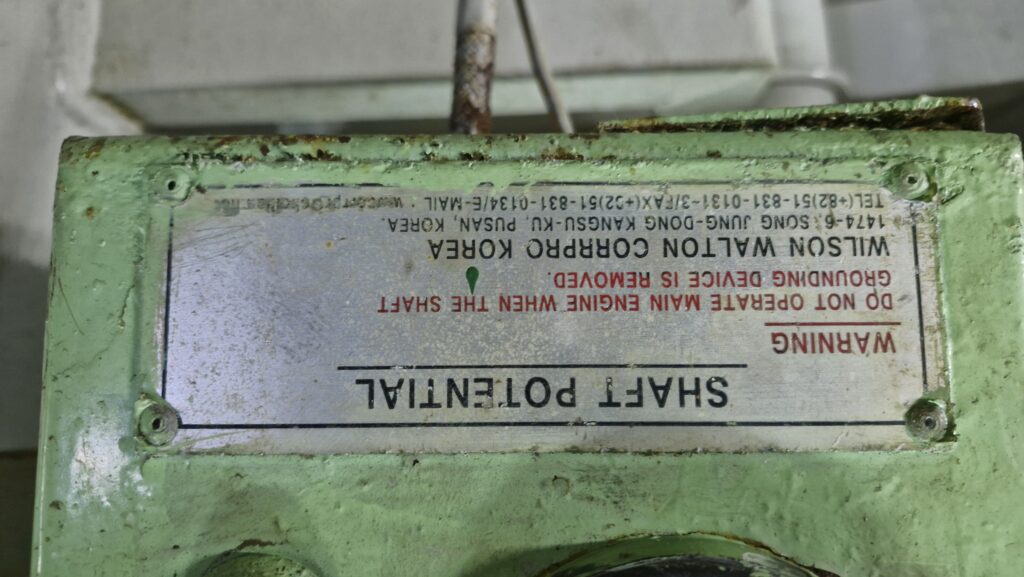 SHAFT POTENTIAL
WARNING
DO NOT OPERATE MAIN ENGINE WHEN THE SHAFT
GROUNDING DEVICE IS REMOVED.
WILSON WALTON CORRPRO KOREA
1474-6, SONG JUNG-DONG KANGSU-KU, PUSAN, KOREA.
TEL(+82)51-831-0131~3/FAX(+82)51-831-0134/E-MAIL :